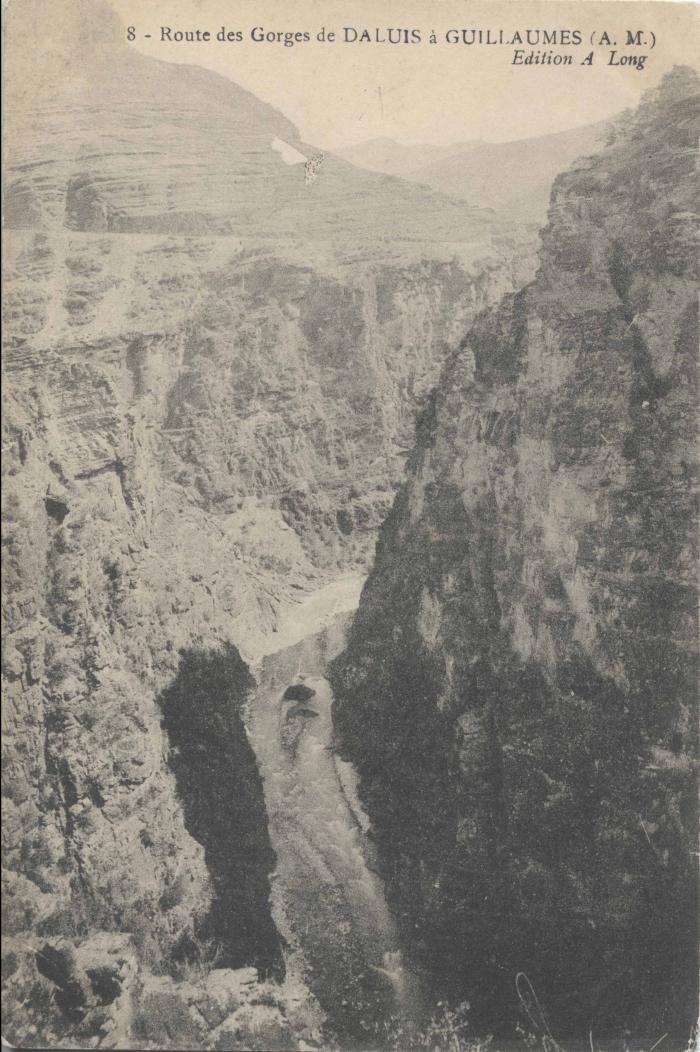 8 - Route des Gorges de DALUIS à GUILLAUMES (A. M.)
Edition A Long